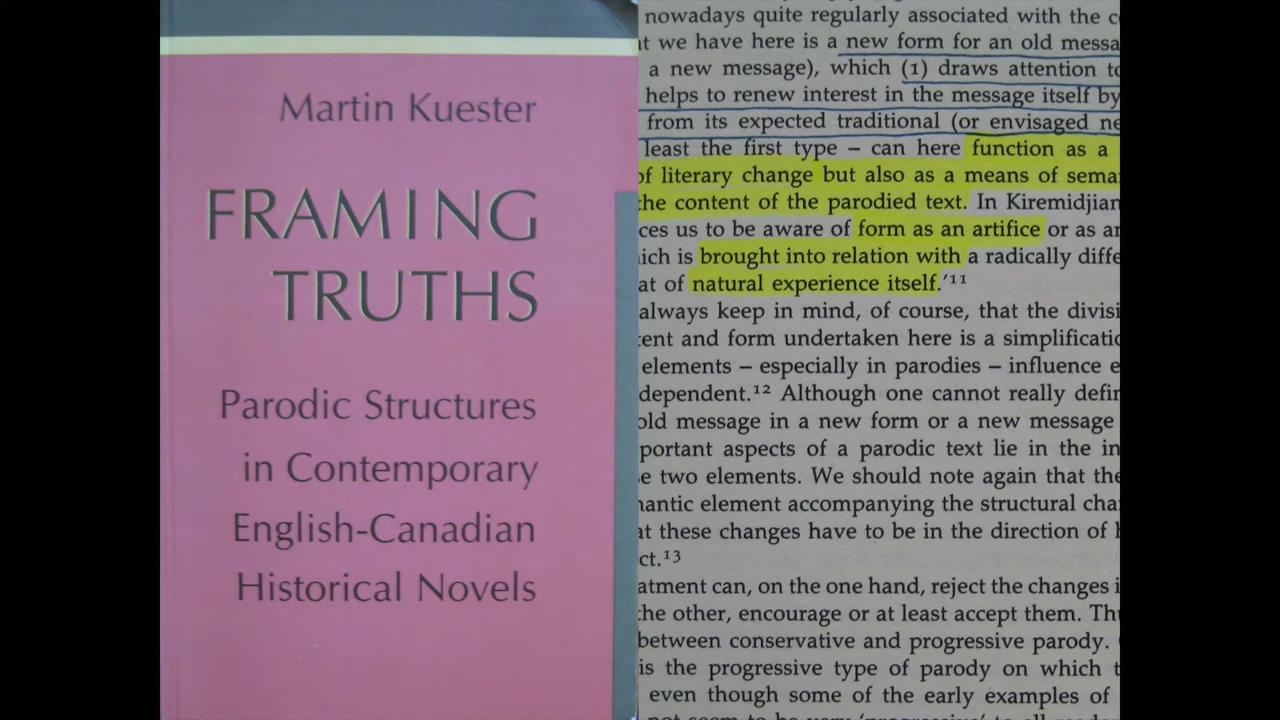 Martin Kuester
FRAMING
TRUTHS
Parodic Structures
in Contemporary
English-Canadian
Historical Novels
nowadays quite regularly associated with the
t we have here is a new form for an old messa
a new message), which (1) draws attention to
helps to renew interest in the message itself by
from its expected traditional (or envisaged ne
least the first type – can here function as a
of literary change but also as a means of sema
the content of the parodied text. In Kiremidjian
ces us to be aware of form as an artifice or as an
ich is brought into relation with a radically diffe
at of natural experience itself.'¹¹
always keep in mind, of course, that the divisi
tent and form undertaken here is a simplificatio
elements – especially in parodies – influence e
dependent.¹² Although one cannot really defin
old message in a new form or a new message
portant aspects of a parodic text lie in the in
e two elements. We should note again that the
mantic element accompanying the structural cha
at these changes have to be in the direction of h
ct.¹³
atment can, on the one hand, reject the changes i
the other, encourage or at least accept them. Thu
between conservative and progressive parody.
is the progressive type of parody on which t
even though some of the early examples of